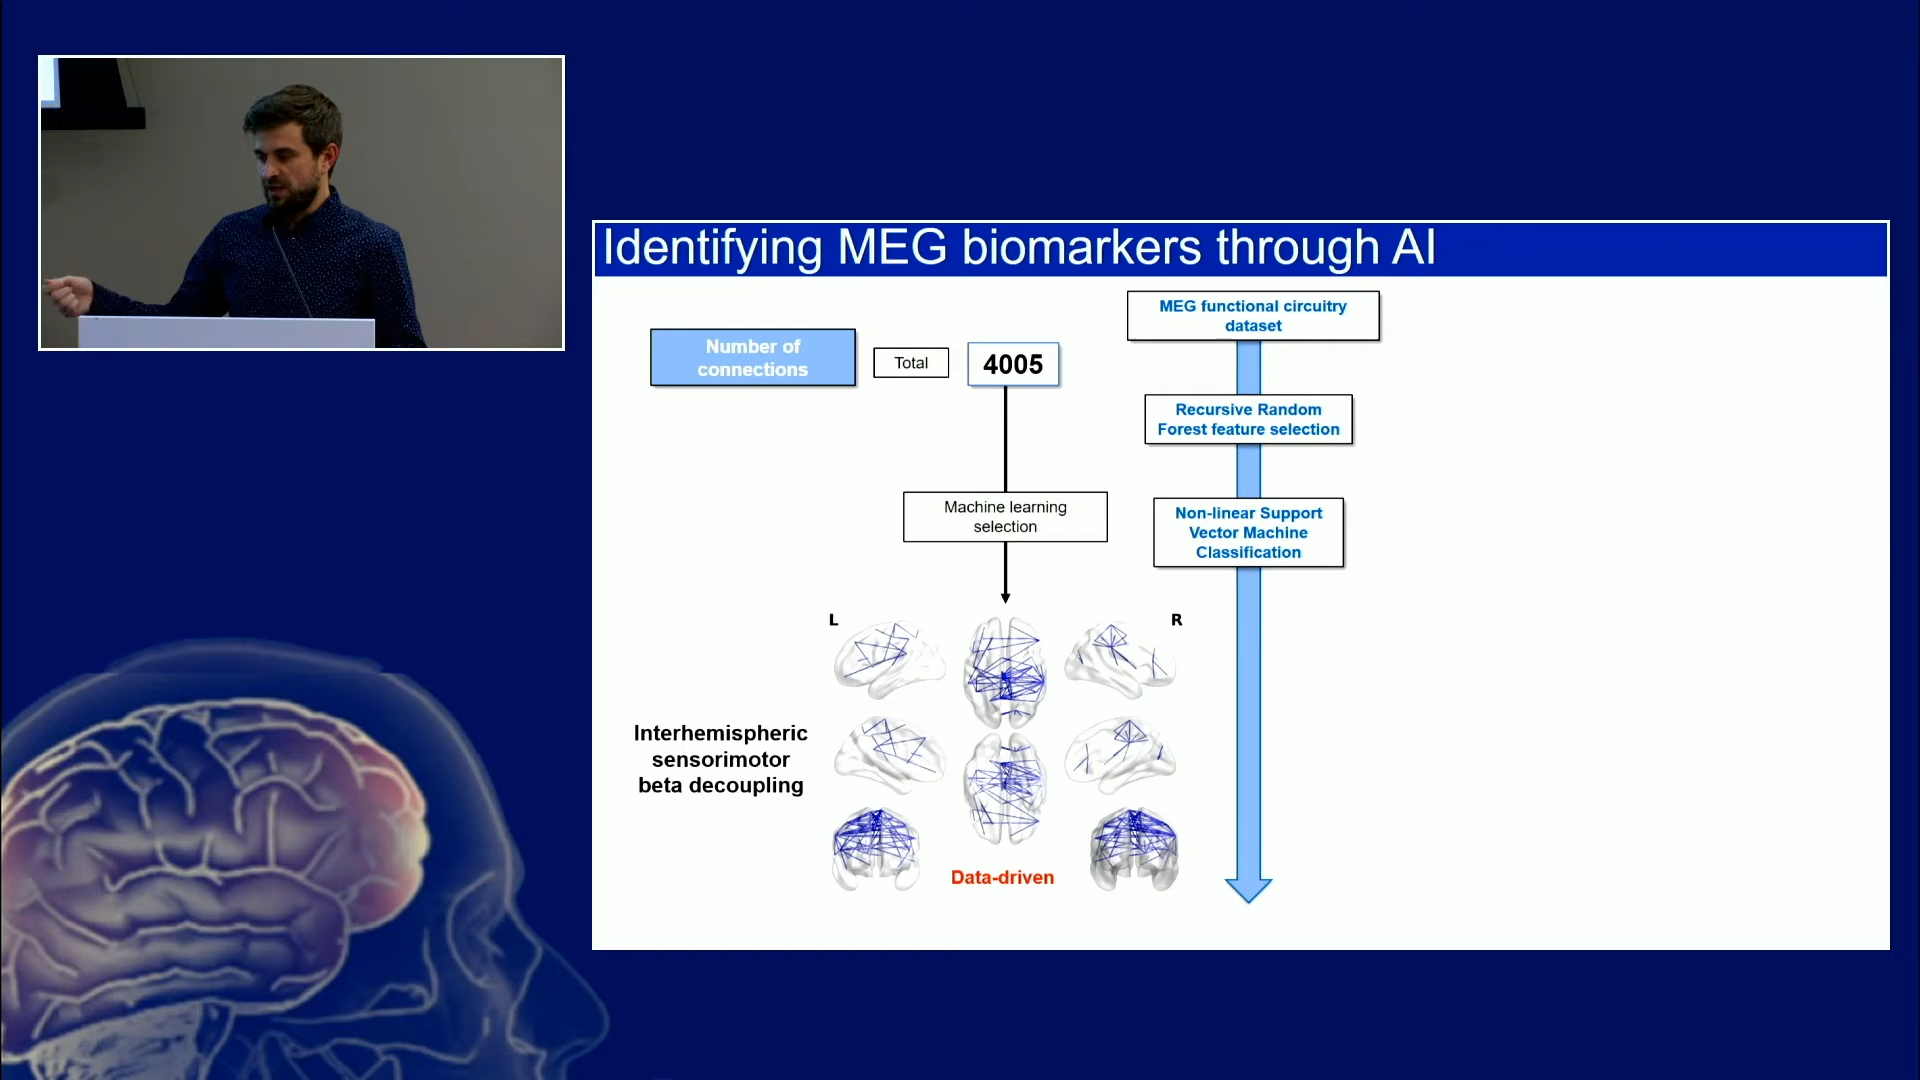 Identifying MEG biomarkers through AI
Number of
connections
Total
4005
Machine learning
selection
L
R
Interhemispheric
sensorimotor
beta decoupling
Data-driven
MEG functional circuitry
dataset
Recursive Random
Forest feature selection
Non-linear Support
Vector Machine
Classification